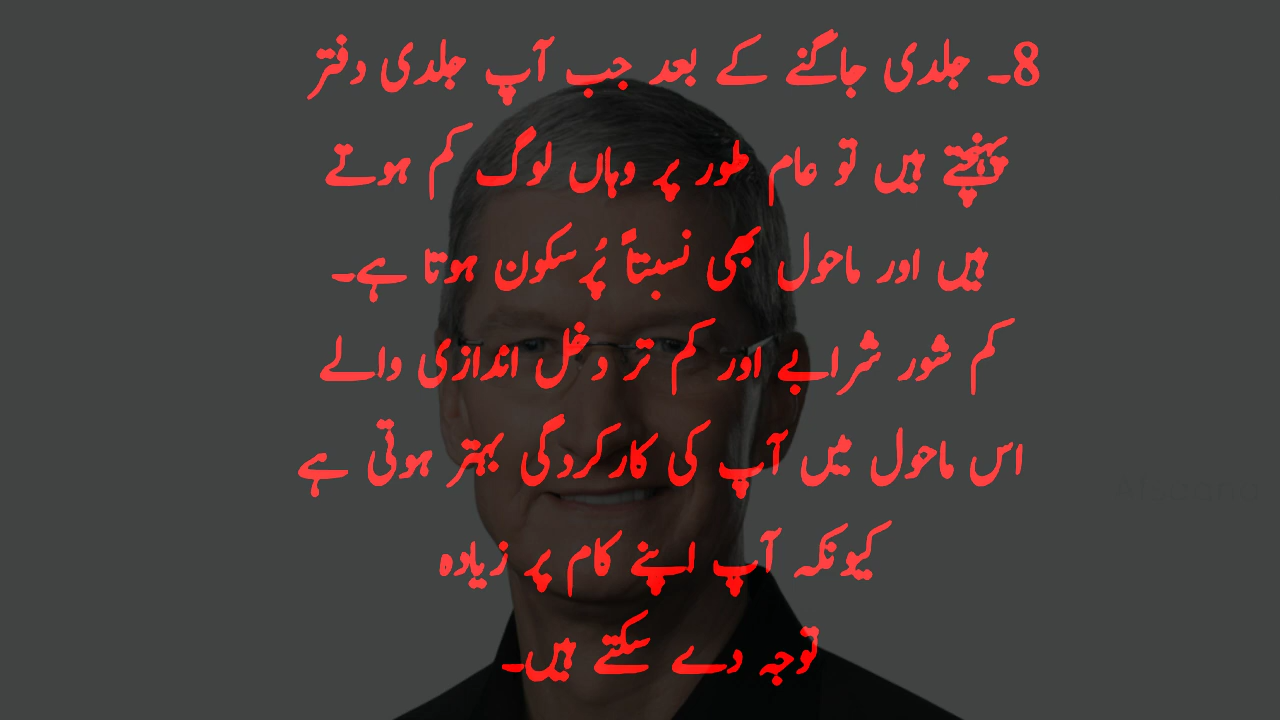 8۔ جلدی جاگنے کے بعد جب آپ جلدی دفتر
پہنچتے ہیں تو عام طور پر وہاں لوگ کم ہوتے
ہیں اور ماحول بھی نسبتاً پُرسکون ہوتا ہے۔
کم شور شرابے اور کم تر دخل اندازی والے
اس ماحول میں آپ کی کارکردگی بہتر ہوتی ہے
کیونکہ آپ اپنے کام پر زیادہ
توجہ دے سکتے ہیں۔